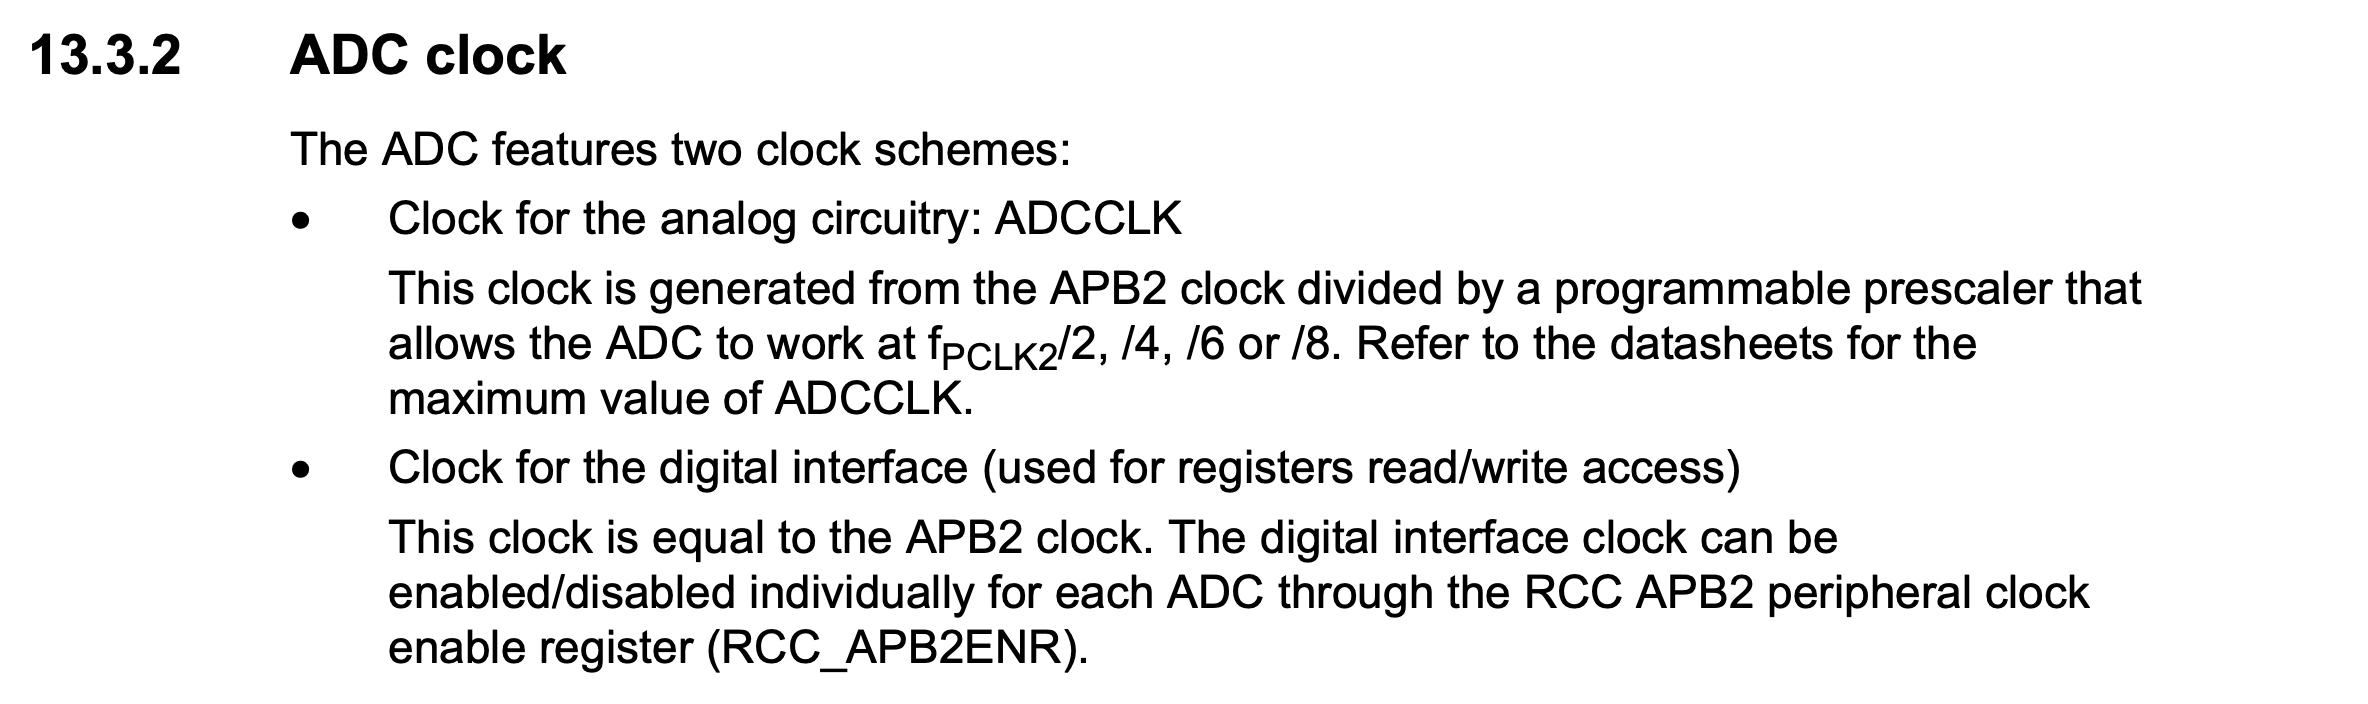 13.3.2 ADC clock
The ADC features two clock schemes:
• Clock for the analog circuitry: ADCCLK
This clock is generated from the APB2 clock divided by a programmable prescaler that
allows the ADC to work at fPCLK2/2, /4, /6 or /8. Refer to the datasheets for the
maximum value of ADCCLK.
• Clock for the digital interface (used for registers read/write access)
This clock is equal to the APB2 clock. The digital interface clock can be
enabled/disabled individually for each ADC through the RCC APB2 peripheral clock
enable register (RCC_APB2ENR).